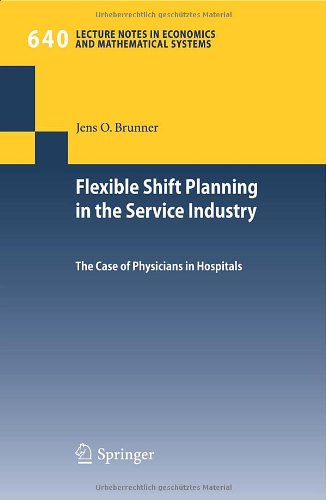 Urheberrechtlich geschütztes Material
640 LECTURE NOTES IN ECONOMICS
AND MATHEMATICAL SYSTEMS
Jens O. Brunner
Flexible Shift Planning
in the Service Industry
The Case of Physicians in Hospitals
Springer
Urheberrechtlich geschütztes Material